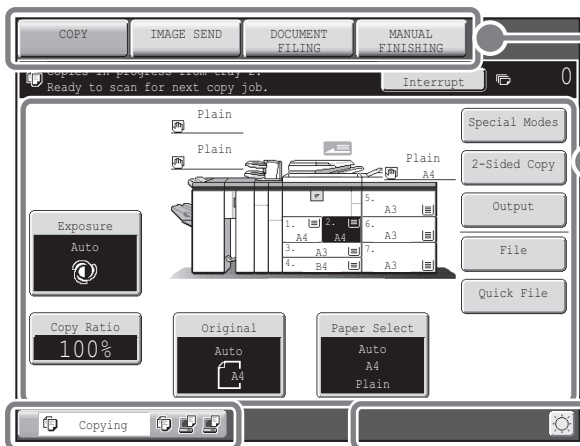 COPY
IMAGE SEND
DOCUMENT
FILING
MANUAL
FINISHING
Copies in progress from tray 2.
Ready to scan for next copy job.
Interrupt
0
Plain
Plain
Plain
A4
Special Modes
2-Sided Copy
Output
File
Quick File
Exposure
Auto
1.
A4
2.
A4
3.
A3
4.
B4
5.
A3
6.
A3
7.
A3
Copy Ratio
100%
Original
Auto
A4
Paper Select
Auto
A4
Plain
Copying